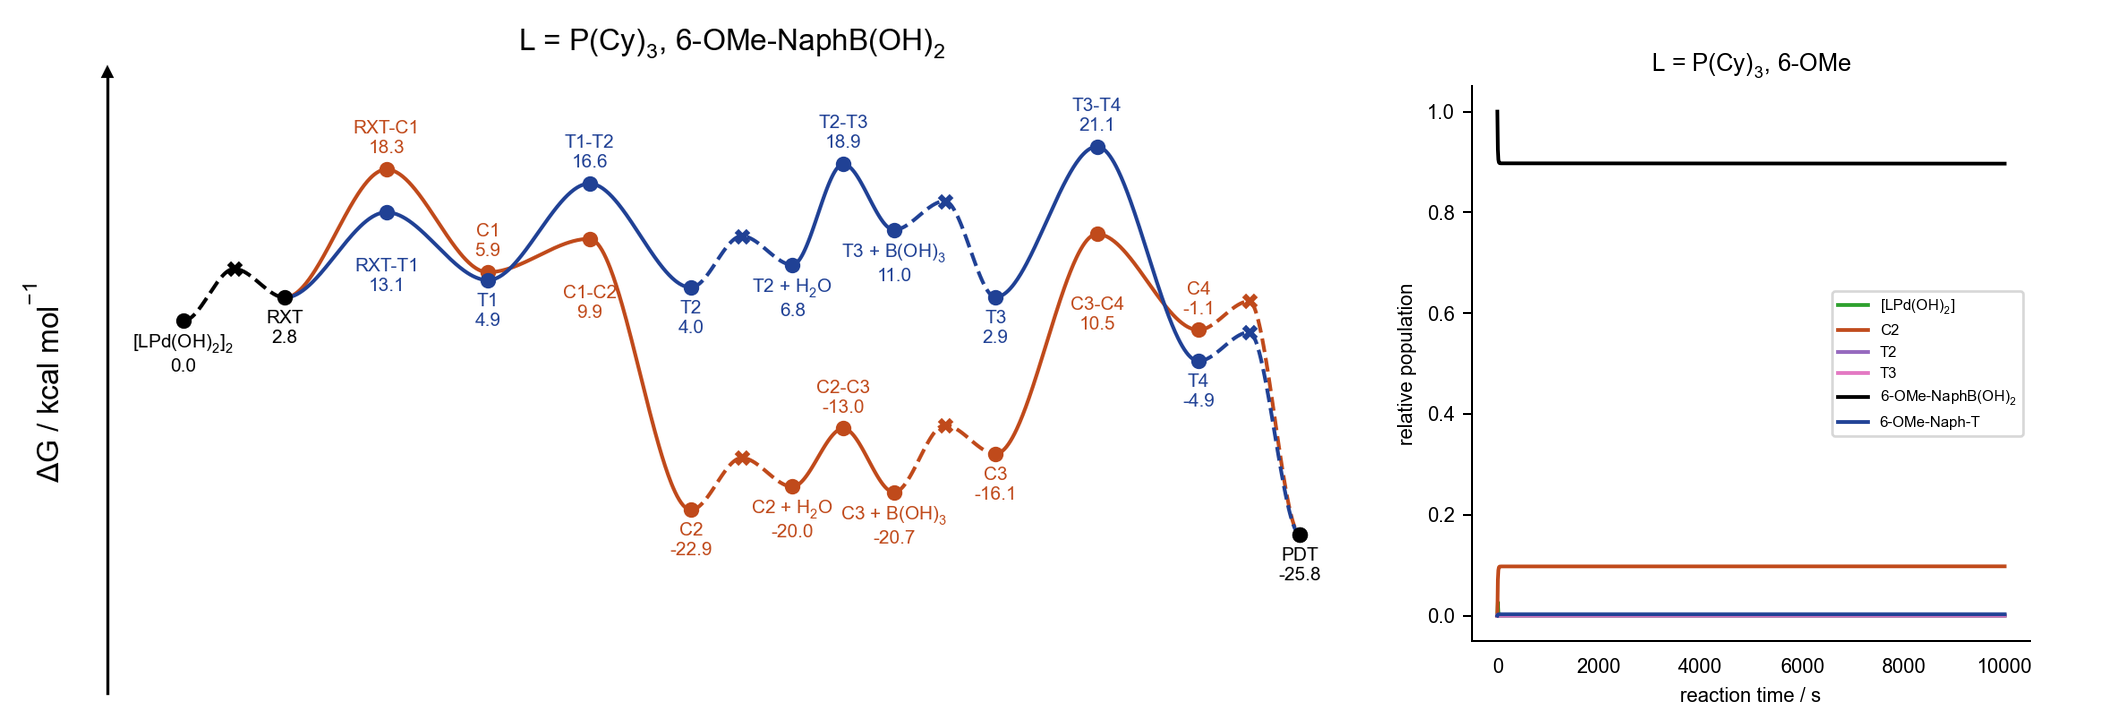 L = P(Cy)₃, 6-OMe-NaphB(OH)₂
ΔG / kcal mol⁻¹
[LPd(OH)₂]₂
0.0
RXT
2.8
RXT-C1
18.3
RXT-T1
13.1
C1
5.9
T1
4.9
T1-T2
16.6
C1-C2
9.9
T2
4.0
C2
-22.9
T2 + H₂O
6.8
C2 + H₂O
-20.0
T2-T3
18.9
C2-C3
-13.0
T3 + B(OH)₃
11.0
C3 + B(OH)₃
-20.7
T3
2.9
C3
-16.1
T3-T4
21.1
C3-C4
10.5
C4
-1.1
T4
-4.9
PDT
-25.8
L = P(Cy)₃, 6-OMe
relative population
1.0
0.8
0.6
0.4
0.2
0.0
[LPd(OH)₂]
C2
T2
T3
6-OMe-NaphB(OH)₂
6-OMe-Naph-T
0 2000 4000 6000 8000 10000
reaction time / s